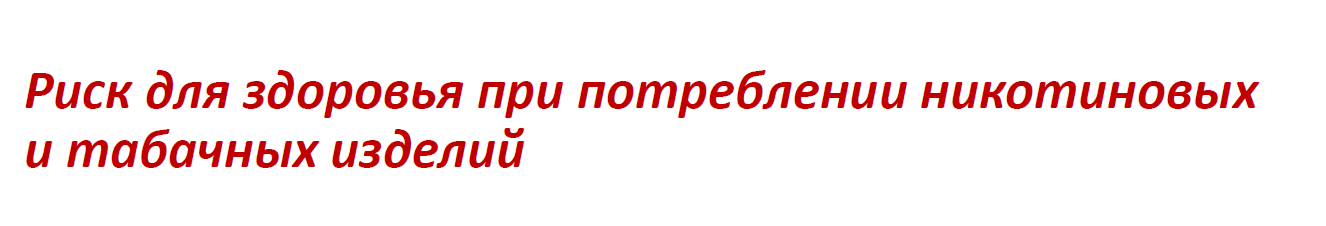 Риск для здоровья при потреблении никотиновых
и табачных изделий